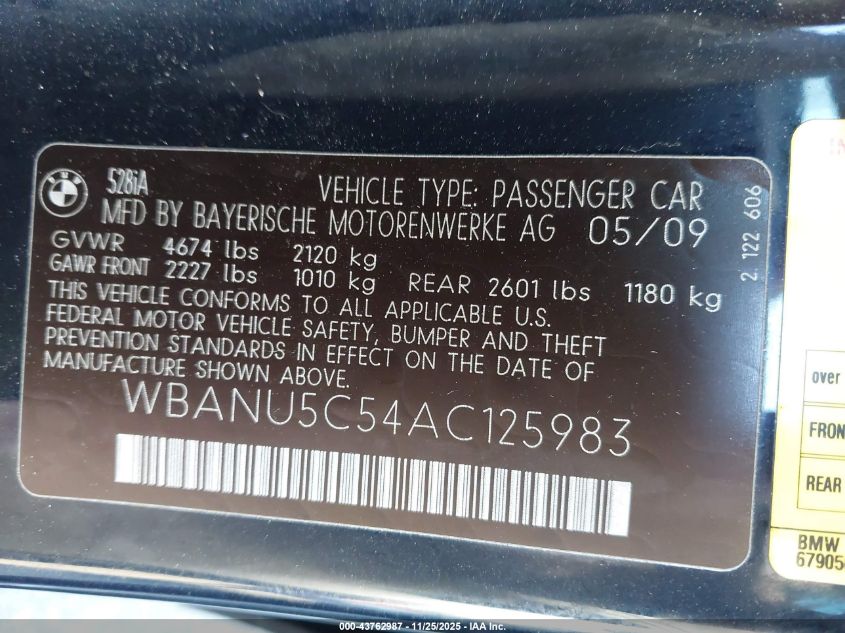 BMW
528iA
VEHICLE TYPE: PASSENGER CAR
MFD BY BAYERISCHE MOTORENWERKE AG 05/09
GVWR 4674 lbs 2120 kg
GAWR FRONT 2227 lbs 1010 kg REAR 2601 lbs 1180 kg
THIS VEHICLE CONFORMS TO ALL APPLICABLE U.S.
FEDERAL MOTOR VEHICLE SAFETY, BUMPER AND THEFT
PREVENTION STANDARDS IN EFFECT ON THE DATE OF
MANUFACTURE SHOWN ABOVE.
WBANU5C54AC125983
2 122 606
over
FRON
REAR
BMW
6790
000-43762987 - 11/25/2025 - IAA Inc.